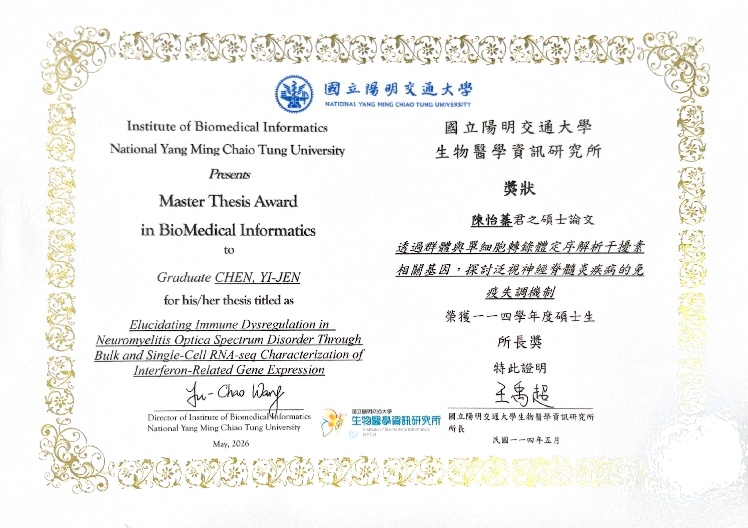 國立陽明交通大學
NATIONAL YANG MING CHIAO TUNG UNIVERSITY
Institute of Biomedical Informatics
National Yang Ming Chaio Tung University
Presents
Master Thesis Award
in BioMedical Informatics
to
Graduate CHEN, YI-JEN
for his/her thesis titled as
Elucidating Immune Dysregulation in
Neuromyelitis Optica Spectrum Disorder Through
Bulk and Single-Cell RNA-seq Characterization of
Interferon-Related Gene Expression
Yu-Chao Wang
Director of Institute of Biomedical Informatics
National Yang Ming Chiao Tung University
May, 2026
國立陽明交通大學
生物醫學資訊研究所
Institute of Biomedical Informatics,
NYCU
國立陽明交通大學
生物醫學資訊研究所
獎狀
陳怡蓁君之碩士論文
透過群體與單細胞轉錄體定序解析干擾素
相關基因,探討泛視神經脊髓炎疾病的免
疫失調機制
榮獲一一四學年度碩士生
所長獎
特此證明
王禹超
國立陽明交通大學生物醫學資訊研究所
所長
民國一一四年五月